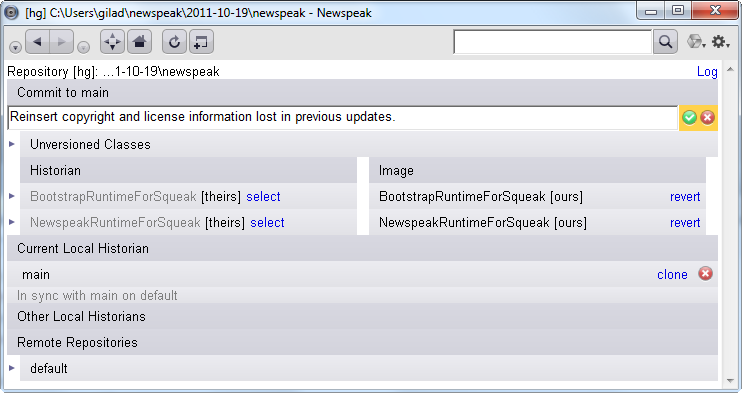 [hg] C:\Users\gilad\newspeak\2011-10-19\newspeak - Newspeak
Repository [hg]: ...1-10-19\newspeak Log
Commit to main
Reinsert copyright and license information lost in previous updates.
Unversioned Classes
Historian Image
BootstrapRuntimeForSqueak [theirs] select BootstrapRuntimeForSqueak [ours] revert
NewspeakRuntimeForSqueak [theirs] select NewspeakRuntimeForSqueak [ours] revert
Current Local Historian
main clone
In sync with main on default
Other Local Historians
Remote Repositories
default